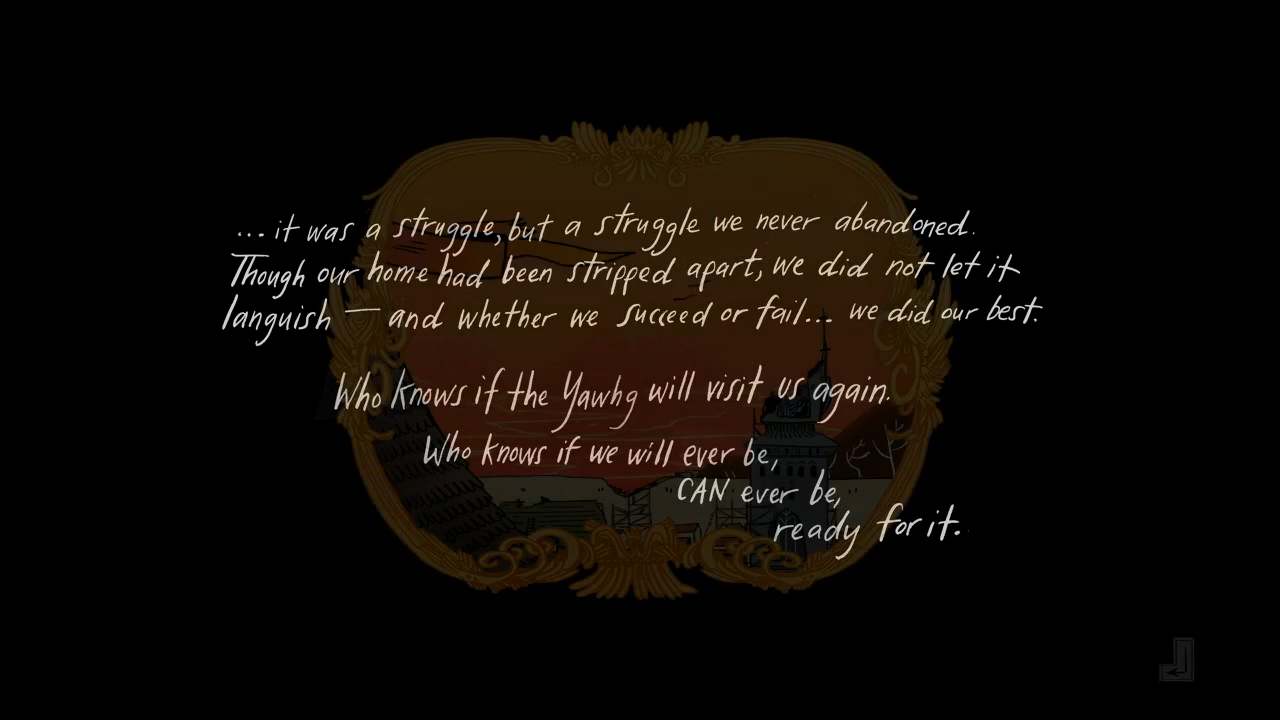 ... it was a struggle, but a struggle we never abandoned.
Though our home had been stripped apart, we did not let it
languish — and whether we succeed or fail... we did our best.
Who knows if the Yawhg will visit us again.
Who knows if we will ever be,
CAN ever be,
ready for it.